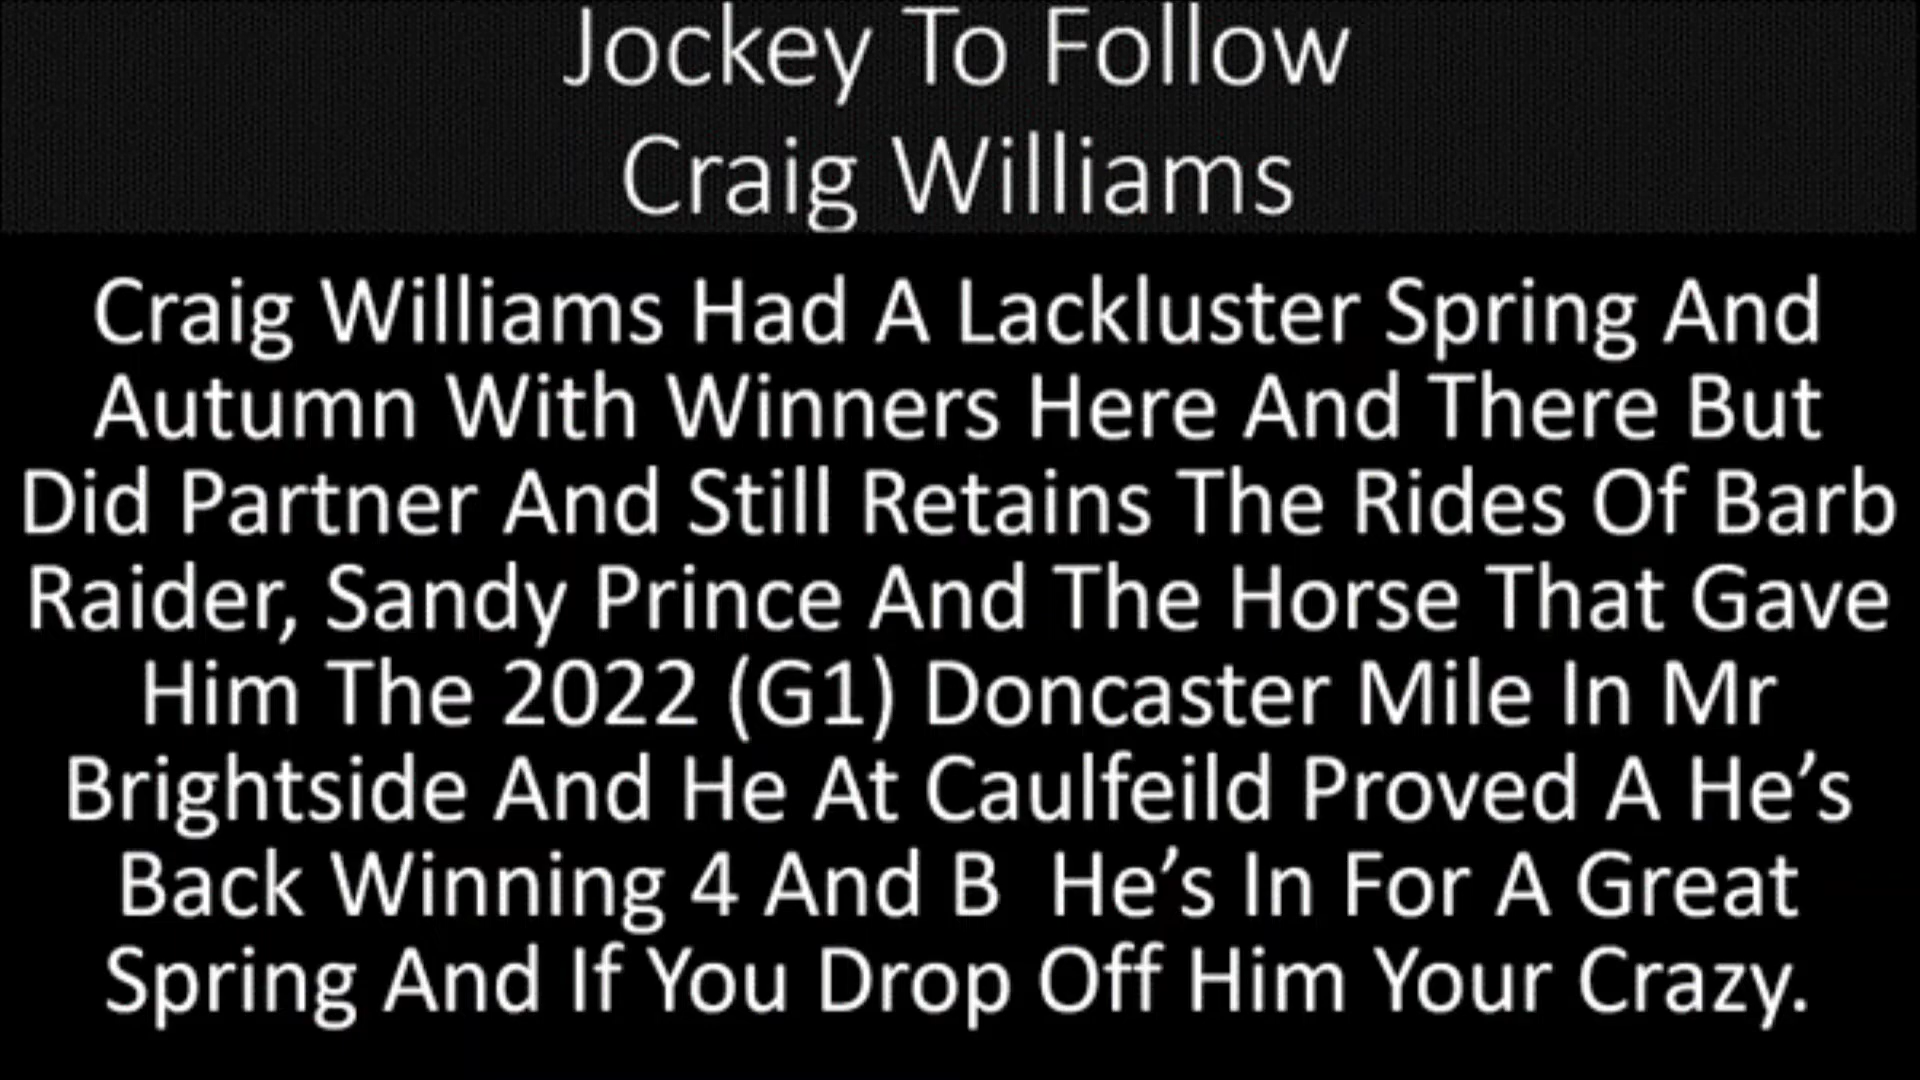 Jockey To Follow
Craig Williams
Craig Williams Had A Lackluster Spring And
Autumn With Winners Here And There But
Did Partner And Still Retains The Rides Of Barb
Raider, Sandy Prince And The Horse That Gave
Him The 2022 (G1) Doncaster Mile In Mr
Brightside And He At Caulfeild Proved A He’s
Back Winning 4 And B  He’s In For A Great
Spring And If You Drop Off Him Your Crazy.